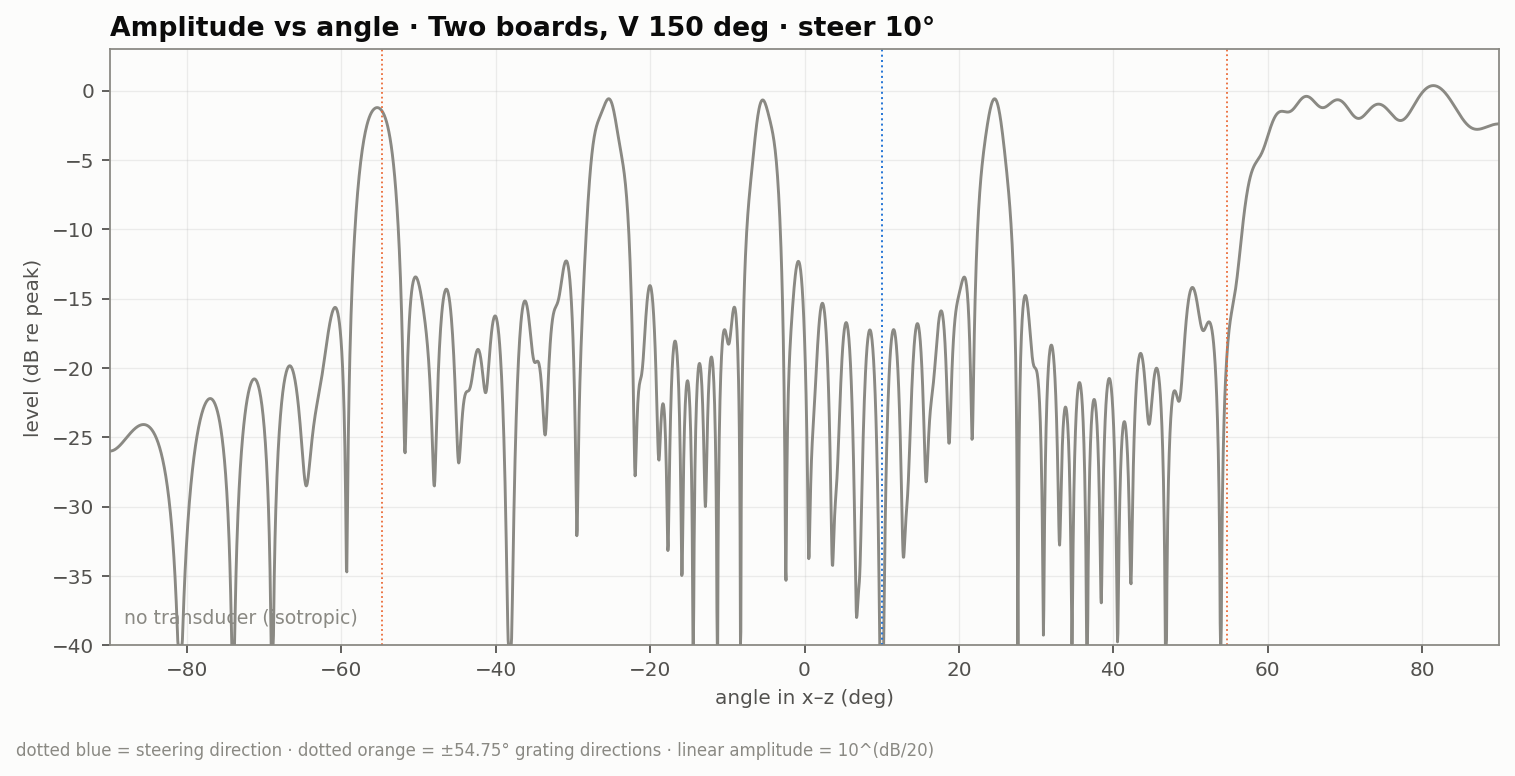 Amplitude vs angle · Two boards, V 150 deg · steer 10°
0
−5
−10
−15
−20
−25
−30
−35
−40
level (dB re peak)
no transducer (isotropic)
−80 −60 −40 −20 0 20 40 60 80
angle in x–z (deg)
dotted blue = steering direction · dotted orange = ±54.75° grating directions · linear amplitude = 10^(dB/20)